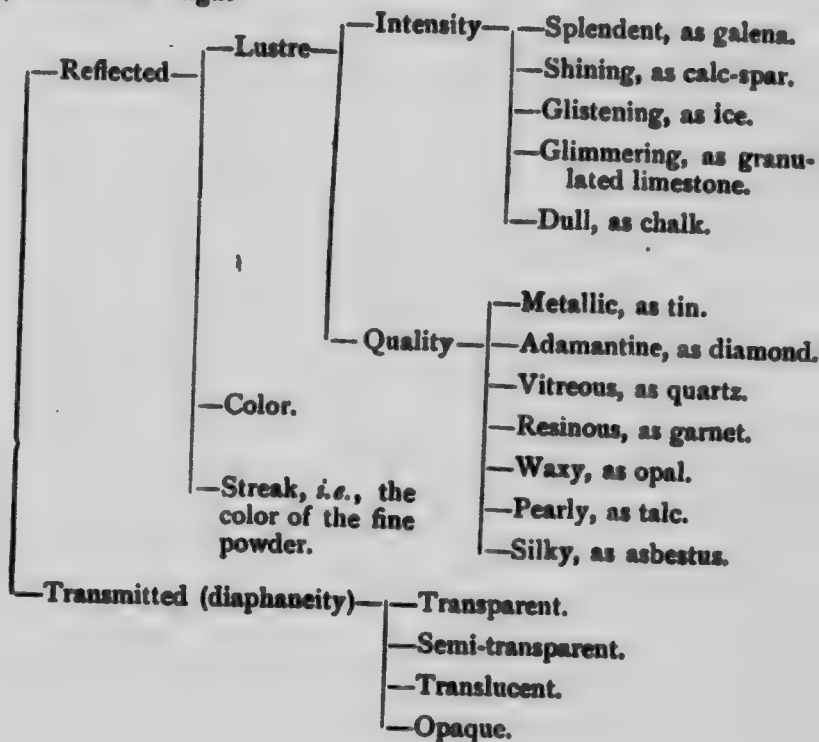 —Reflected—
—Lustre—
—Intensity—
—Splendent, as galena.
—Shining, as calc-spar.
—Glistening, as ice.
—Glimmering, as granu-
lated limestone.
—Dull, as chalk.
—Quality—
—Metallic, as tin.
—Adamantine, as diamond.
—Vitreous, as quartz.
—Resinous, as garnet.
—Waxy, as opal.
—Pearly, as talc.
—Silky, as asbestus.
—Color.
—Streak, i.e., the
color of the fine
powder.
—Transmitted (diaphaneity)—
—Transparent.
—Semi-transparent.
—Translucent.
—Opaque.